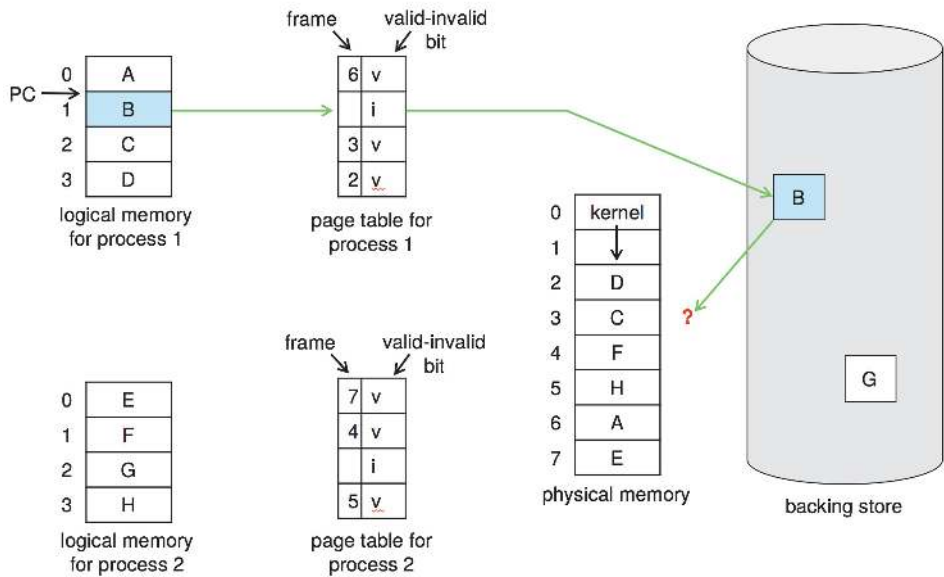 frame
valid-invalid
bit
0 A
PC
1 B
2 C
3 D
logical memory
for process 1
6 v
i
3 v
2 v
page table for
process 1
0 kernel
1
2 D
3 C
4 F
5 H
6 A
7 E
physical memory
?
B
G
backing store
frame
valid-invalid
bit
0 E
1 F
2 G
3 H
logical memory
for process 2
7 v
4 v
i
5 v
page table for
process 2